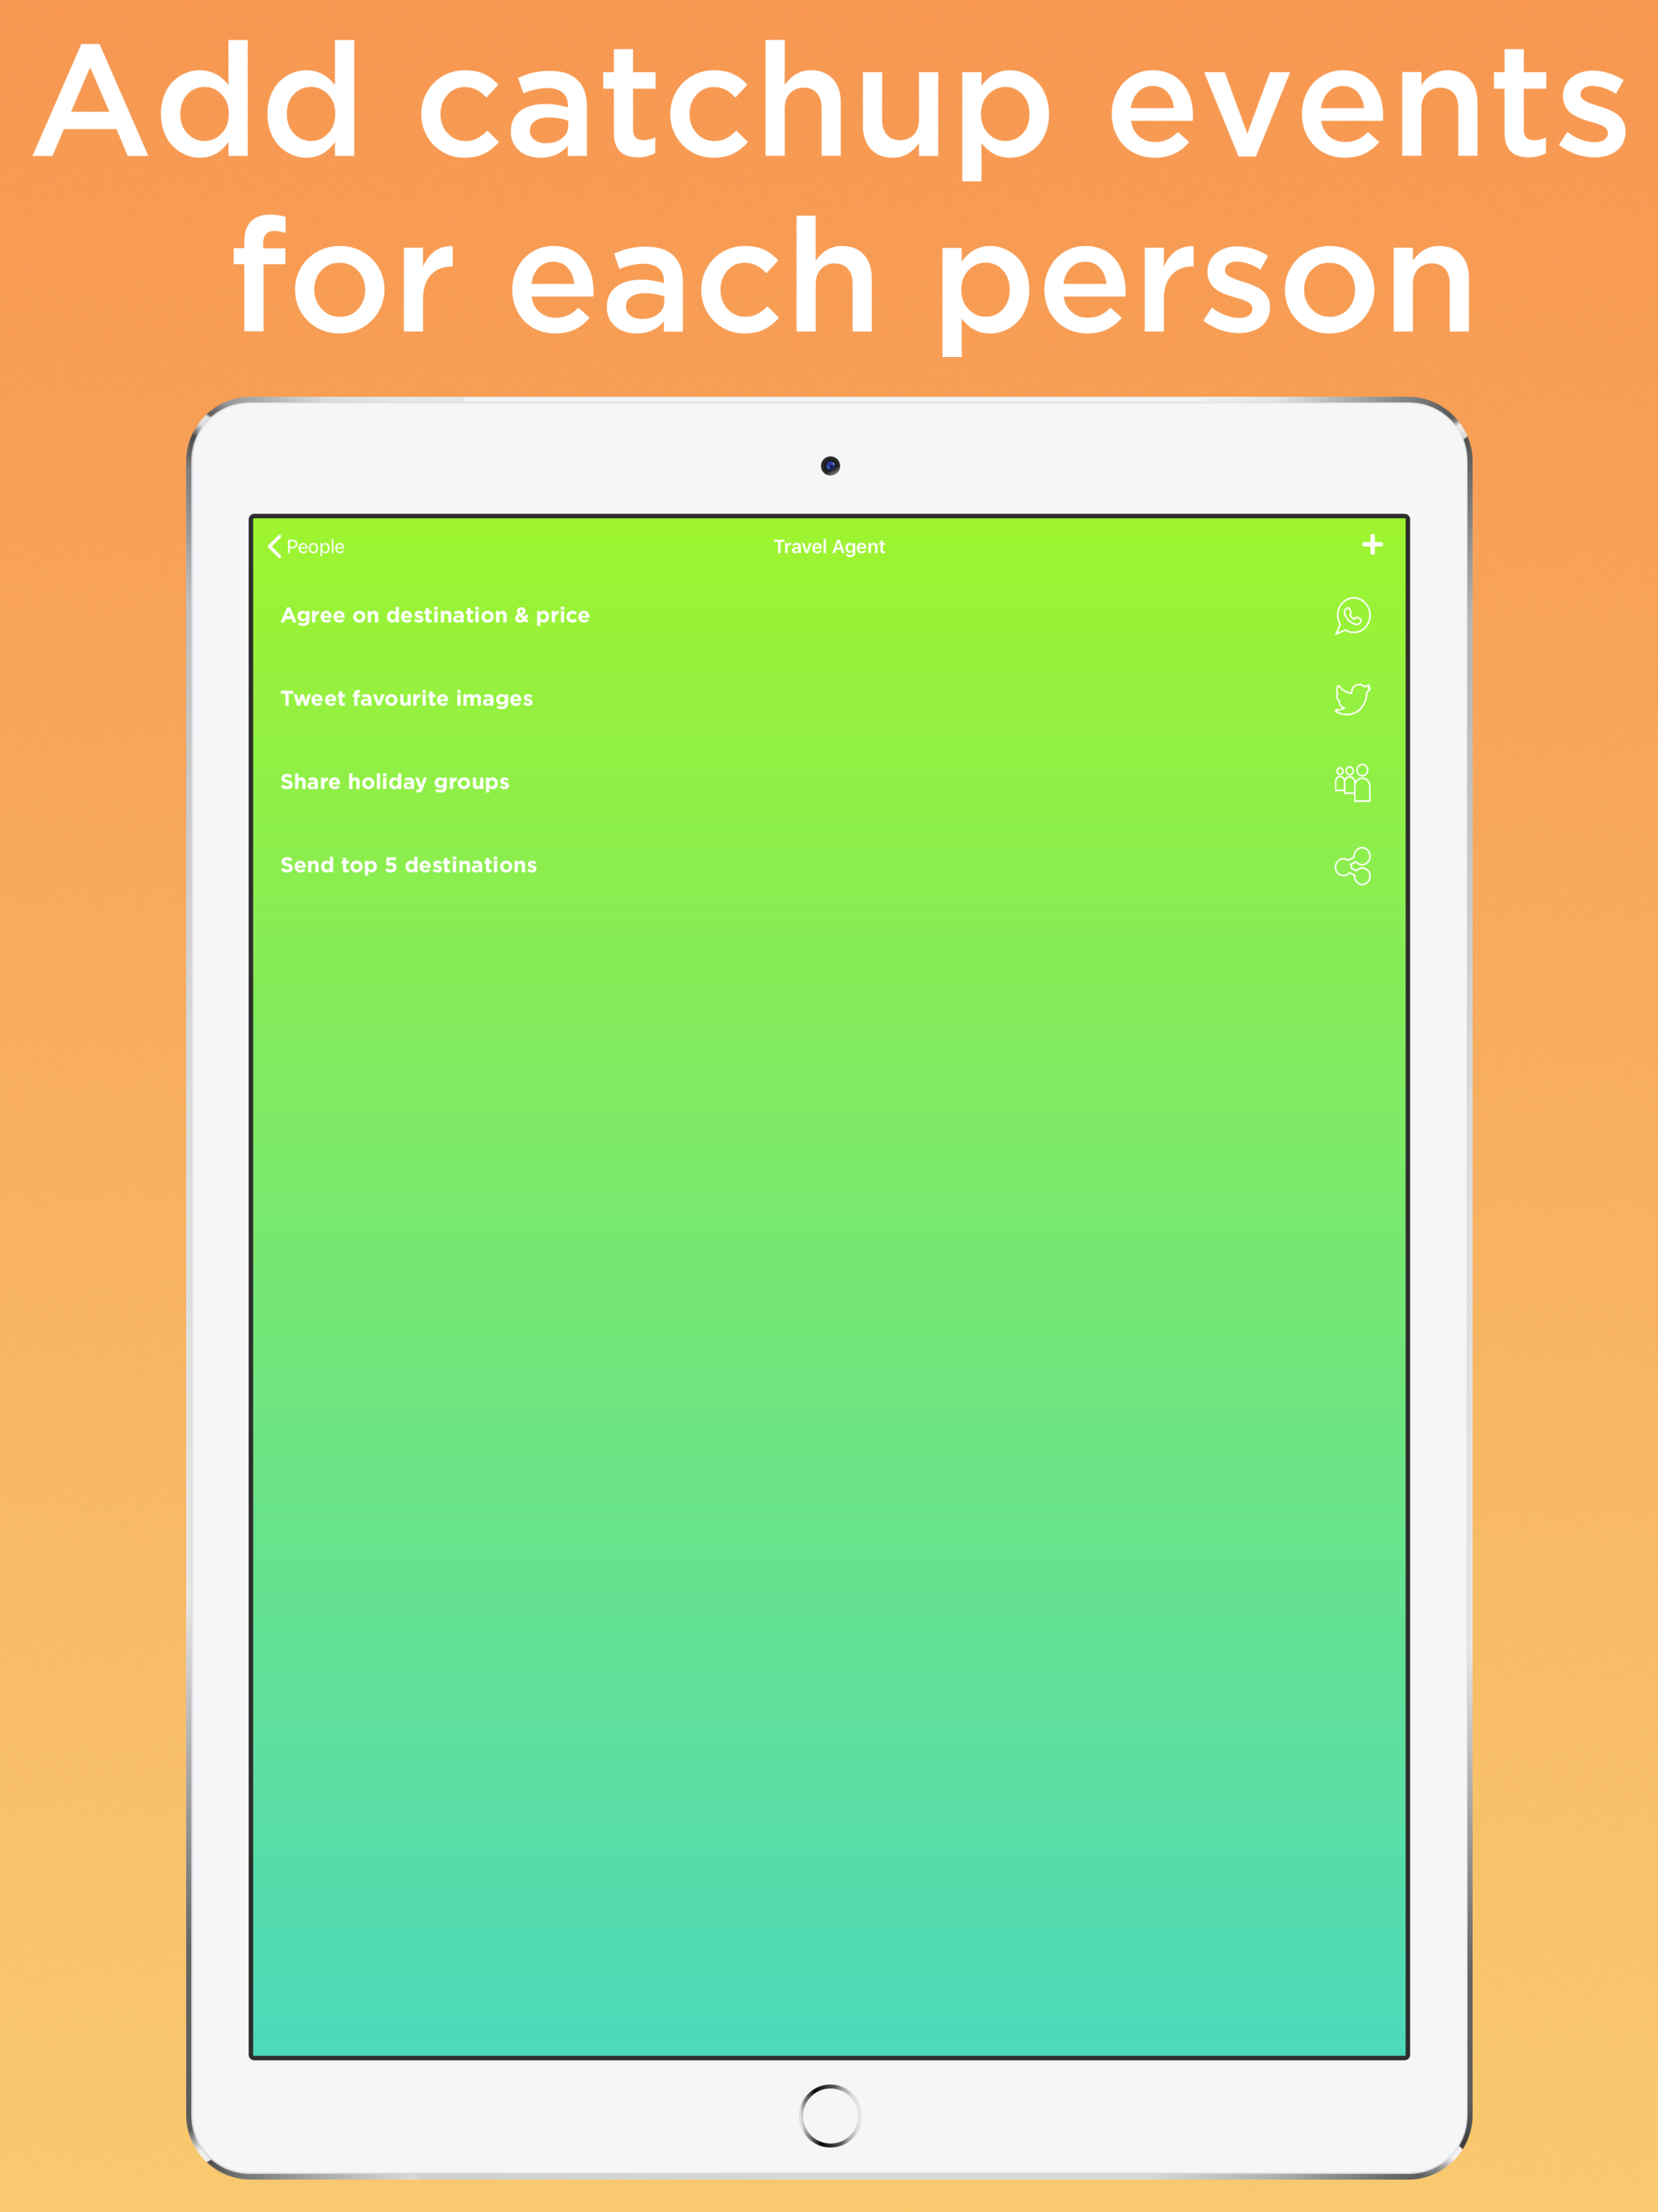 Add catchup events
for each person
People
Travel Agent
+
Agree on destination & price
Tweet favourite images
Share holiday groups
Send top 5 destinations